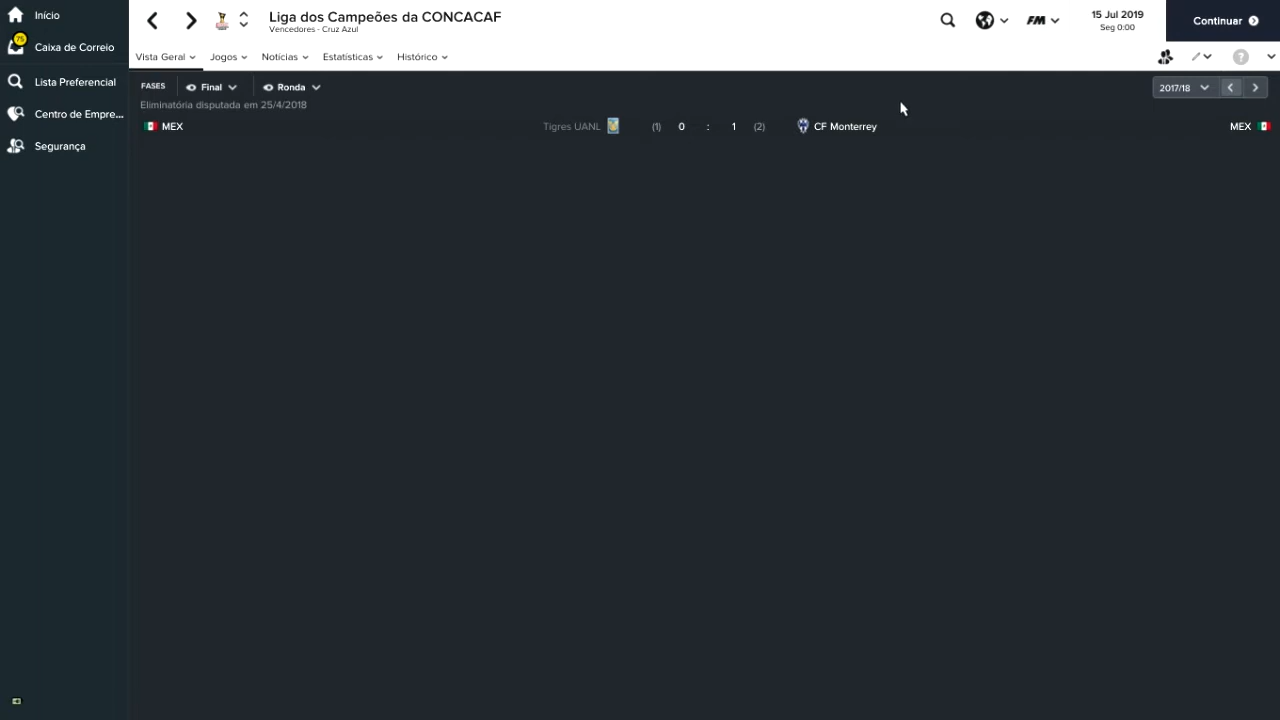 Início
75
Caixa de Correio
Lista Preferencial
Centro de Empre...
Segurança
Liga dos Campeões da CONCACAF
Vencedores - Cruz Azul
FM
15 Jul 2019
Seg 0:00
Continuar
Vista Geral
Jogos
Notícias
Estatísticas
Histórico
?
FASES
Final
Ronda
2017/18
Eliminatória disputada em 25/4/2018
MEX Tigres UANL (1) 0 : 1 (2) CF Monterrey MEX